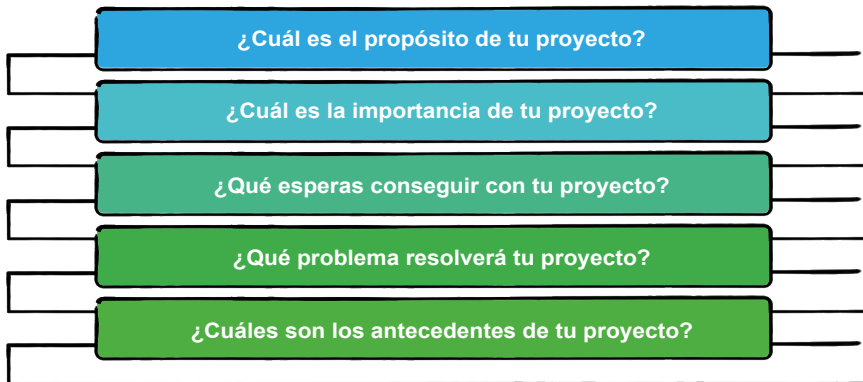 ¿Cuál es el propósito de tu proyecto?
¿Cuál es la importancia de tu proyecto?
¿Qué esperas conseguir con tu proyecto?
¿Qué problema resolverá tu proyecto?
¿Cuáles son los antecedentes de tu proyecto?